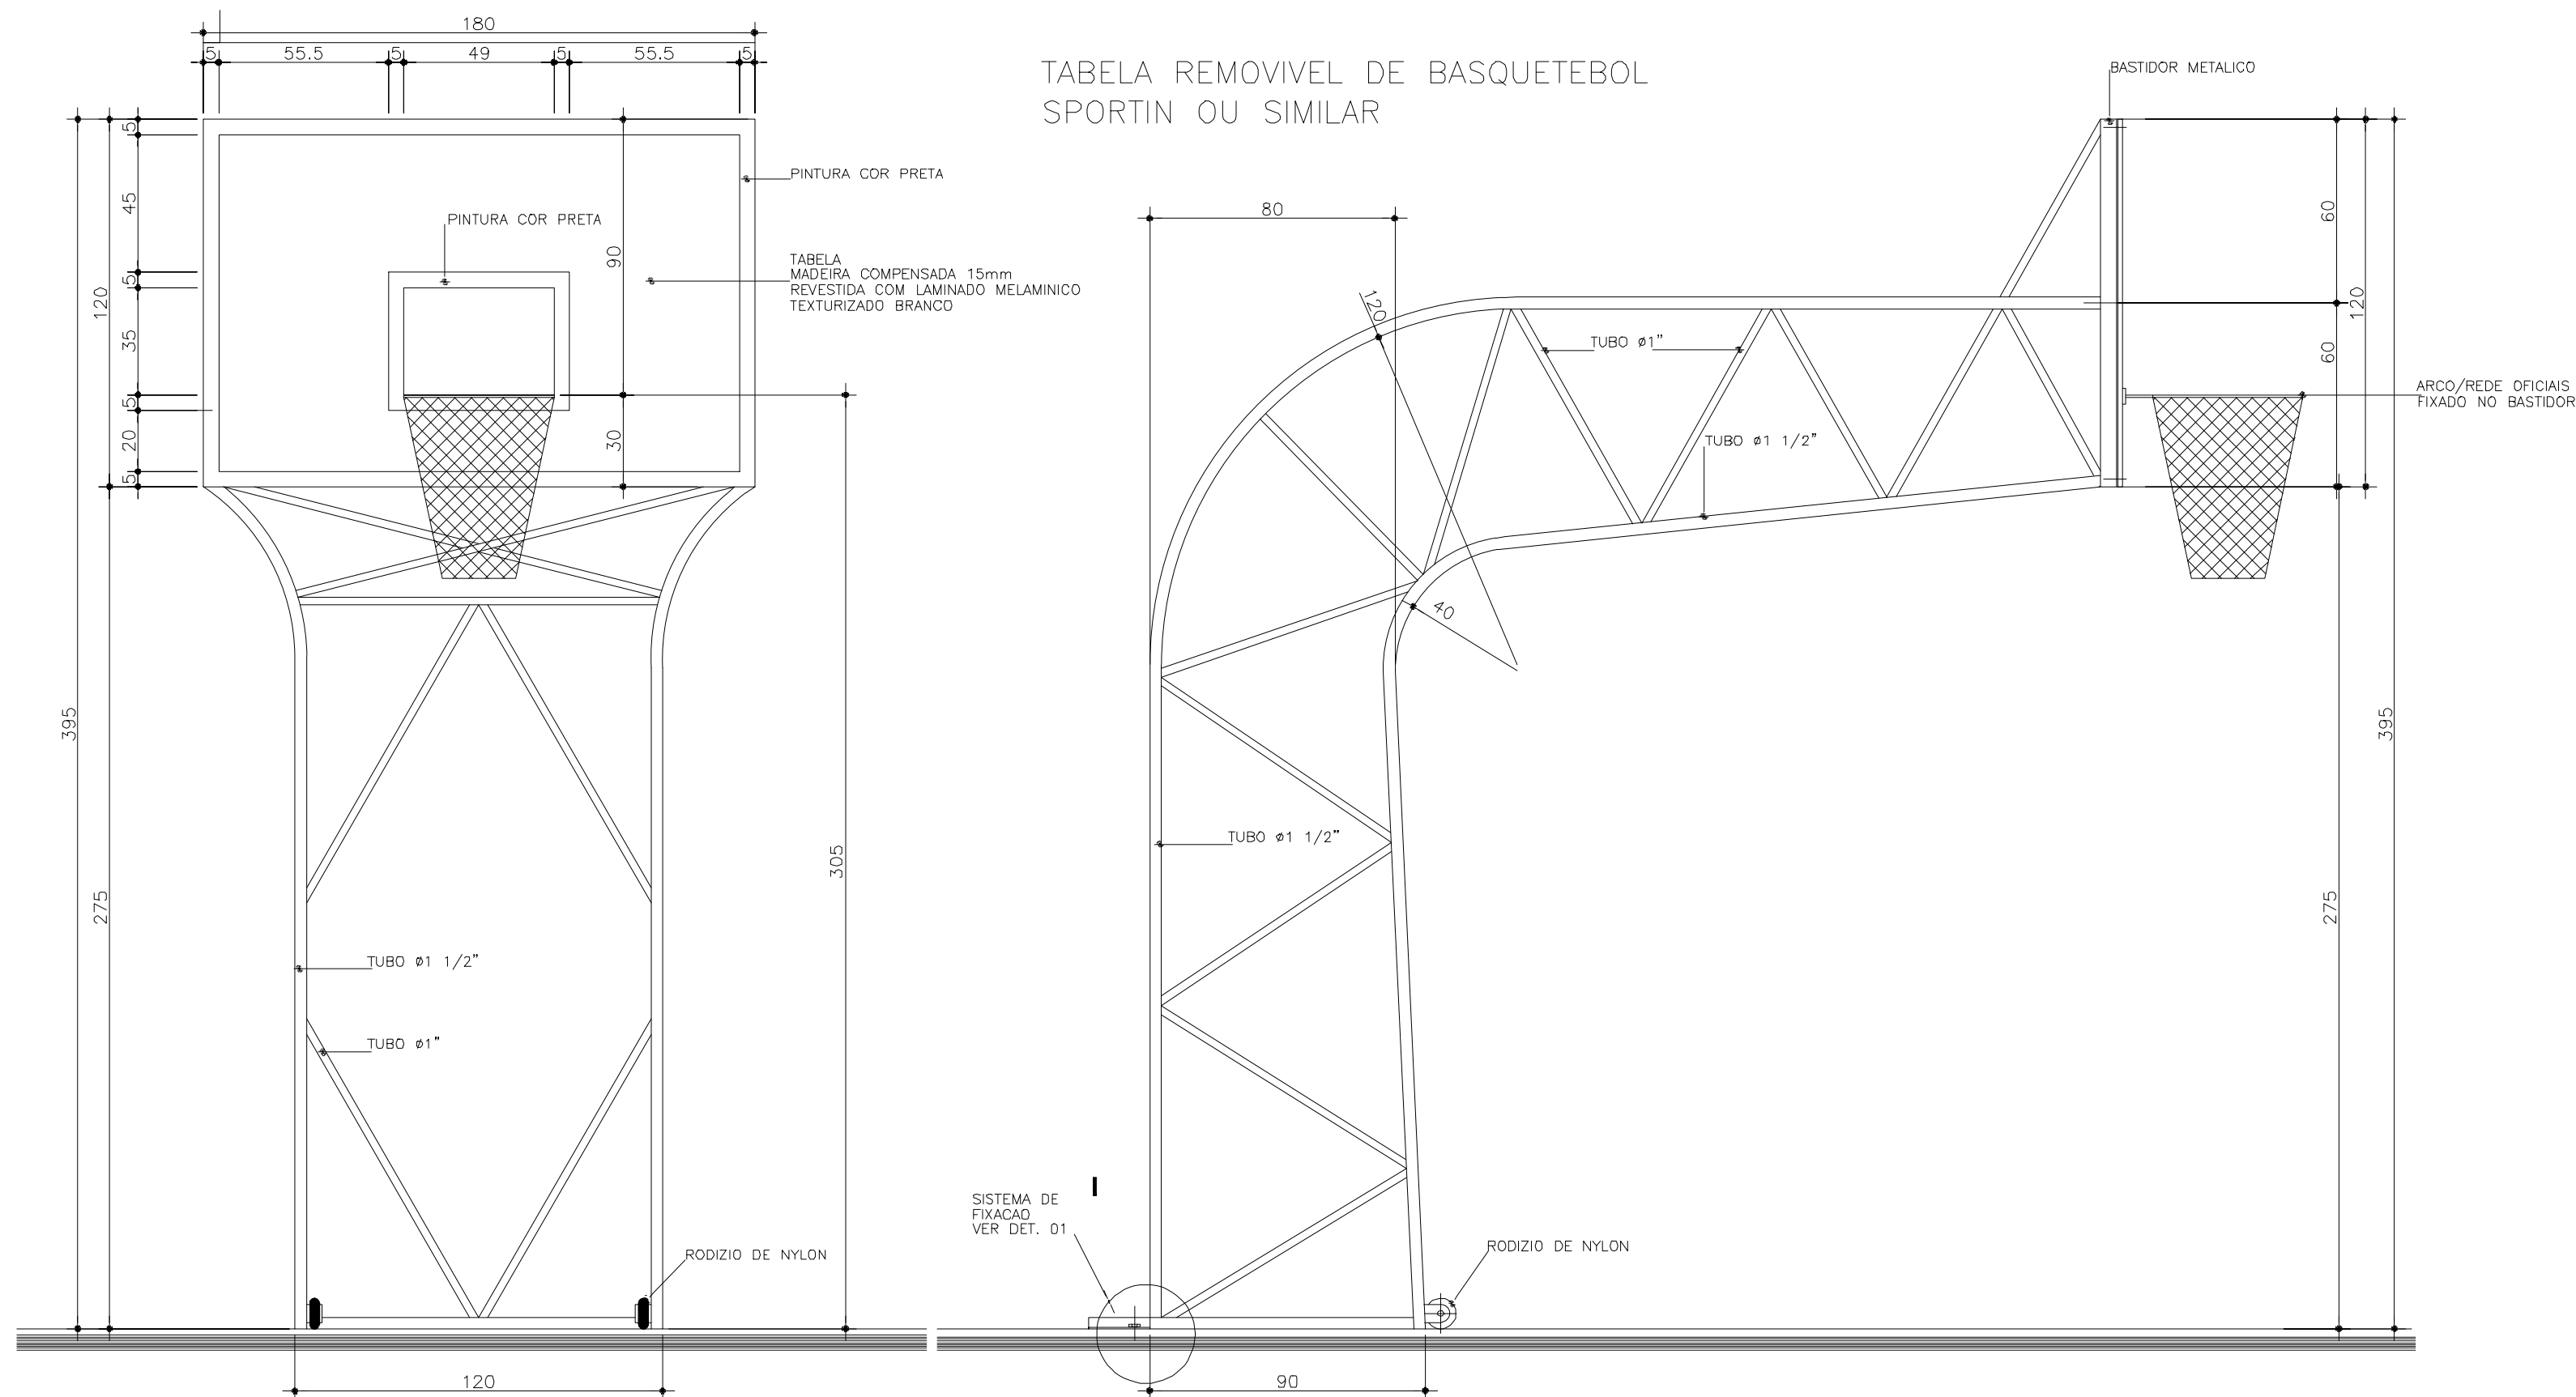 TABELA REMOVIVEL DE BASQUETEBOL
SPORTIN OU SIMILAR
180
5
55.5
5
49
5
55.5
5
395
120
275
5
45
5
35
5
20
5
90
30
305
PINTURA COR PRETA
PINTURA COR PRETA
TABELA
MADEIRA COMPENSADA 15mm
REVESTIDA COM LAMINADO MELAMINICO
TEXTURIZADO BRANCO
TUBO ø1 1/2"
TUBO ø1"
RODIZIO DE NYLON
120
BASTIDOR METALICO
80
120
40
TUBO ø1"
TUBO ø1 1/2"
TUBO ø1 1/2"
60
60
120
395
275
ARCO/REDE OFICIAIS
FIXADO NO BASTIDOR
SISTEMA DE
FIXACAO
VER DET. 01
RODIZIO DE NYLON
90